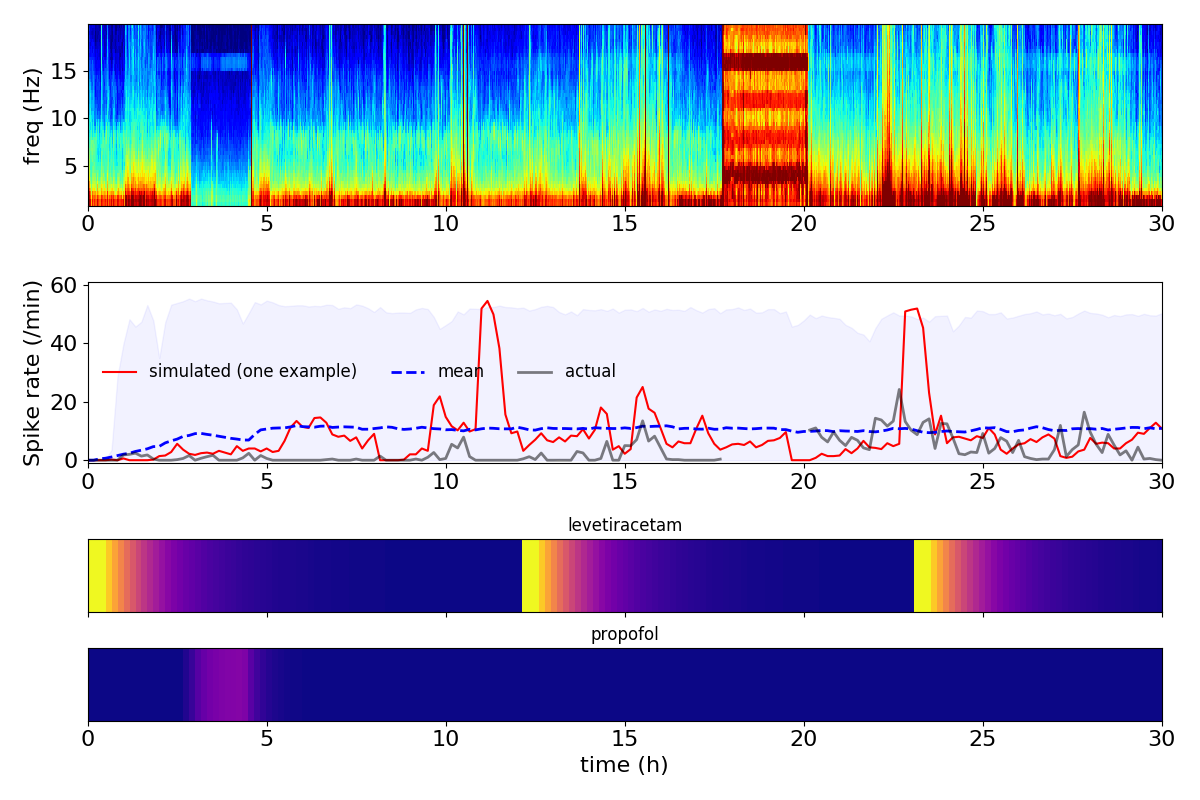 freq (Hz)
15
10
5
0 5 10 15 20 25 30
Spike rate (/min)
60
40
20
0
simulated (one example) mean actual
0 5 10 15 20 25 30
levetiracetam
propofol
0 5 10 15 20 25 30
time (h)